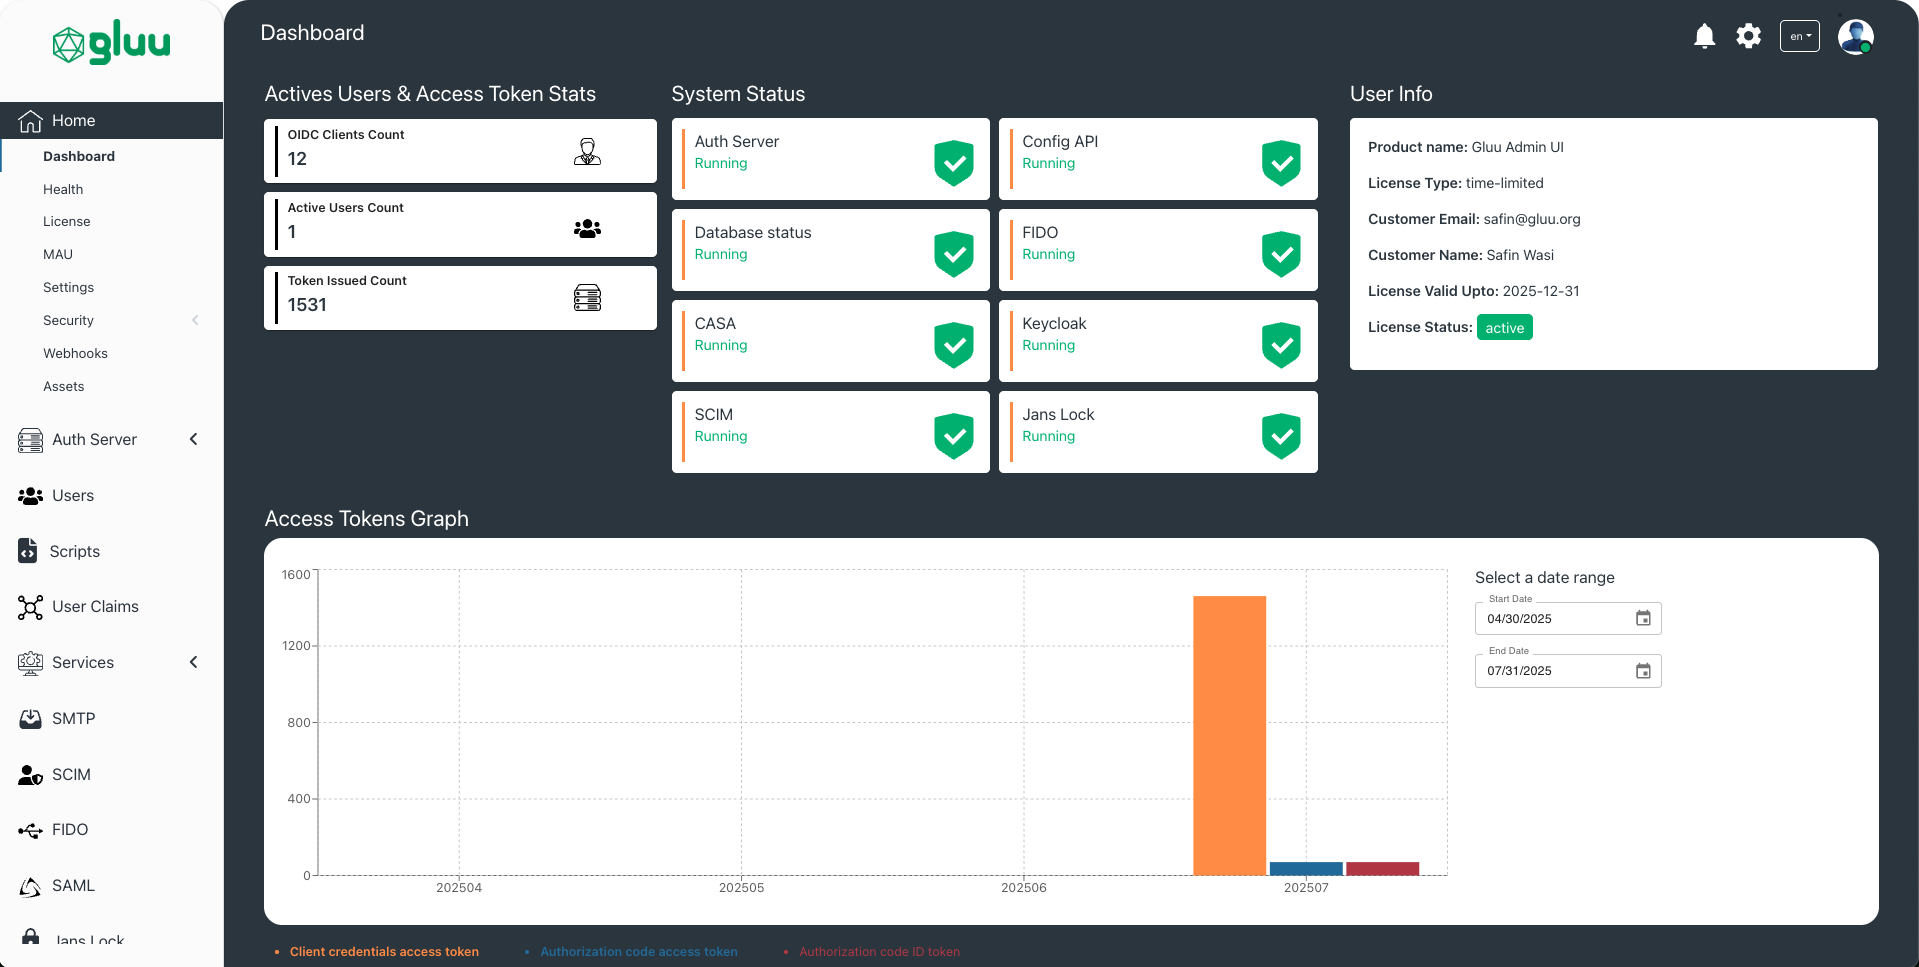 gluu
Home
Dashboard
Health
License
MAU
Settings
Security
Webhooks
Assets
Auth Server
Users
Scripts
User Claims
Services
SMTP
SCIM
FIDO
SAML
Jans Lock
Dashboard
en
Actives Users & Access Token Stats
OIDC Clients Count
12
Active Users Count
1
Token Issued Count
1531
System Status
Auth Server
Running
Config API
Running
Database status
Running
FIDO
Running
CASA
Running
Keycloak
Running
SCIM
Running
Jans Lock
Running
User Info
Product name: Gluu Admin UI
License Type: time-limited
Customer Email: safin@gluu.org
Customer Name: Safin Wasi
License Valid Upto: 2025-12-31
License Status: active
Access Tokens Graph
1600
1200
800
400
0
202504
202505
202506
202507
Select a date range
Start Date
04/30/2025
End Date
07/31/2025
Client credentials access token
Authorization code access token
Authorization code ID token